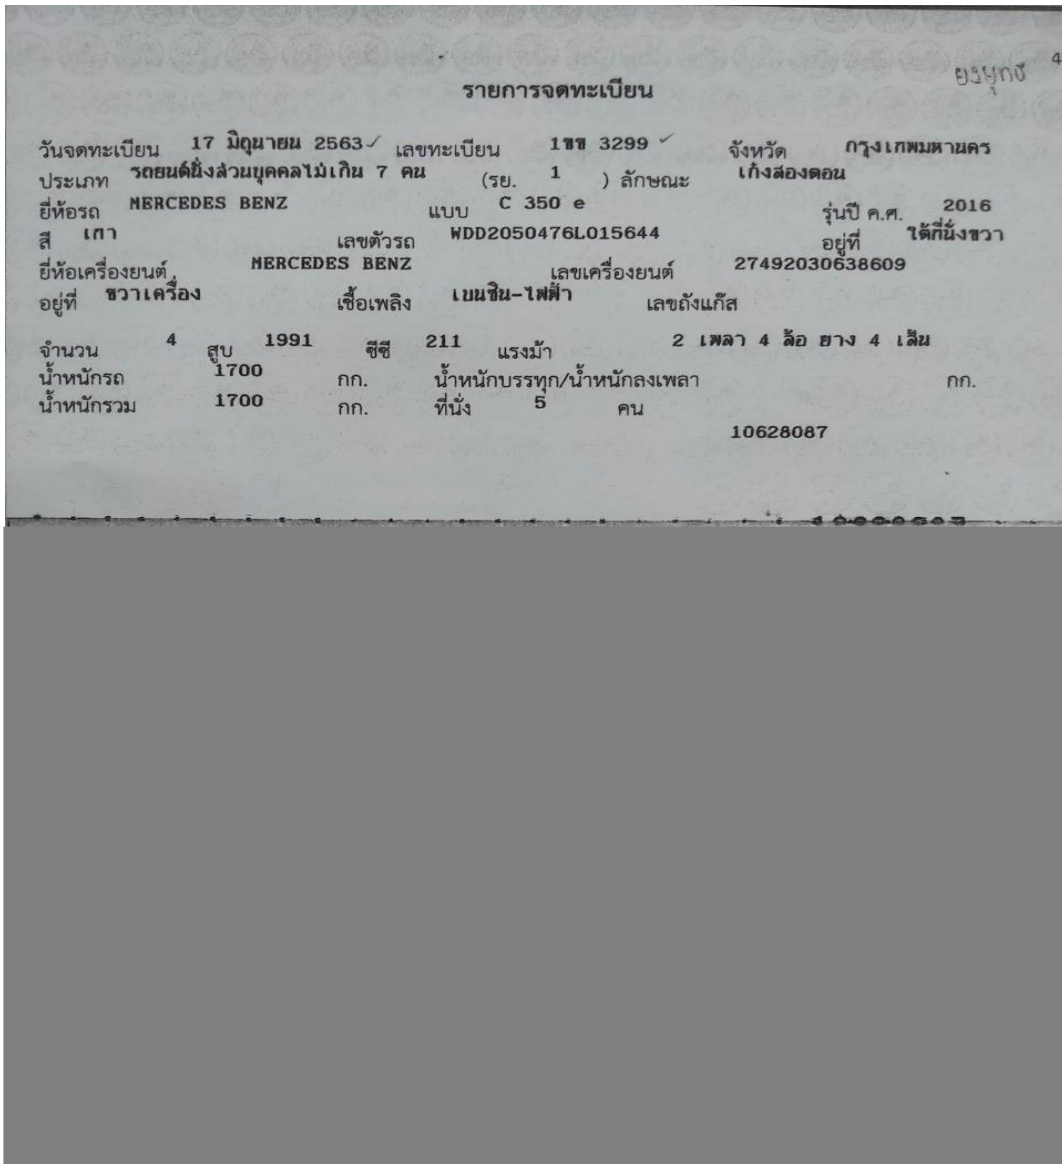 4
รายการจดทะเบียน
วันจดทะเบียน 17 มิถุนายน 2563 เลขทะเบียน 1ขข 3299 จังหวัด กรุงเทพมหานคร
ประเภท รถยนต์นั่งส่วนบุคคลไม่เกิน 7 คน (รย. 1 ) ลักษณะ เก๋งสองตอน
ยี่ห้อรถ MERCEDES BENZ แบบ C 350 e รุ่นปี ค.ศ. 2016
สี เทา เลขตัวรถ WDD2050476L015644 อยู่ที่ ใต้ที่นั่งขวา
ยี่ห้อเครื่องยนต์ MERCEDES BENZ เลขเครื่องยนต์ 27492030638609
อยู่ที่ ขวาเครื่อง เชื้อเพลิง เบนซิน-ไฟฟ้า เลขถังแก๊ส
จำนวน 4 สูบ 1991 ซีซี 211 แรงม้า 2 เพลา 4 ล้อ ยาง 4 เส้น
น้ำหนักรถ 1700 กก. น้ำหนักบรรทุก/น้ำหนักลงเพลา กก.
น้ำหนักรวม 1700 กก. ที่นั่ง 5 คน
10628087